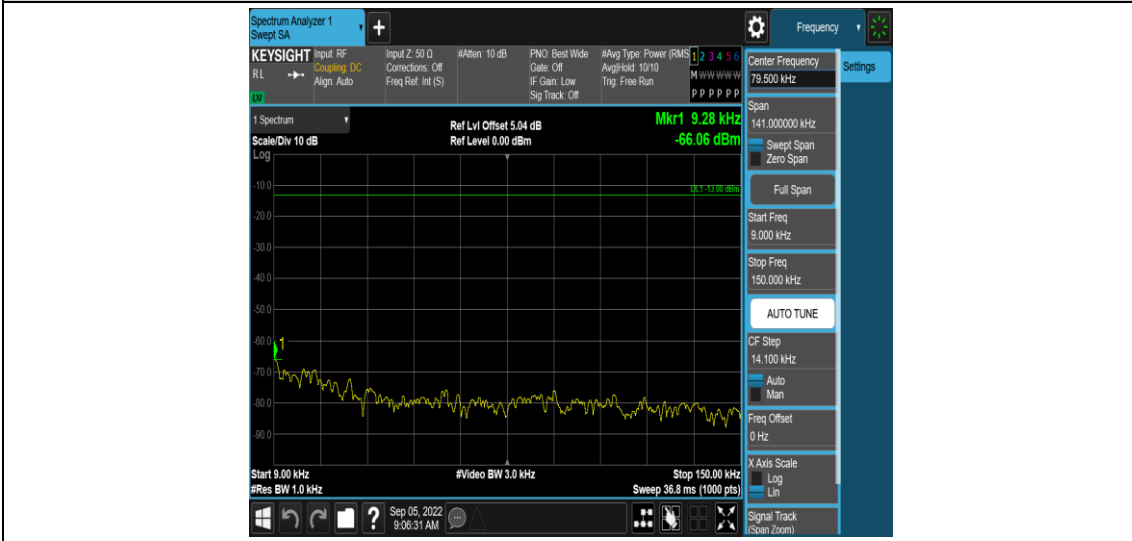 Spectrum Analyzer 1
Swept SA
+
Frequency
KEYSIGHT
RL
Input: RF
Coupling: DC
Align: Auto
Input Z: 50 Ω
Corrections: Off
Freq Ref: Int (S)
#Atten: 10 dB
PNO: Best Wide
Gate: Off
IF Gain: Low
Sig Track: Off
#Avg Type: Power (RMS
Avg|Hold: 10/10
Trig: Free Run
1 2 3 4 5 6
M W W W W W
P P P P P P
1 Spectrum
Scale/Div 10 dB
Ref Lvl Offset 5.04 dB
Ref Level 0.00 dBm
Mkr1 9.28 kHz
-66.06 dBm
Log
DL1 -13.00 dBm
-10.0
-20.0
-30.0
-40.0
-50.0
-60.0
1
-70.0
-80.0
-90.0
Start 9.00 kHz
#Res BW 1.0 kHz
#Video BW 3.0 kHz
Stop 150.00 kHz
Sweep 36.8 ms (1000 pts)
Center Frequency
79.500 kHz
Settings
Span
141.000000 kHz
Swept Span
Zero Span
Full Span
Start Freq
9.000 kHz
Stop Freq
150.000 kHz
AUTO TUNE
CF Step
14.100 kHz
Auto
Man
Freq Offset
0 Hz
X Axis Scale
Log
Lin
Signal Track
(Span Zoom)
?
Sep 05, 2022
9:06:31 AM